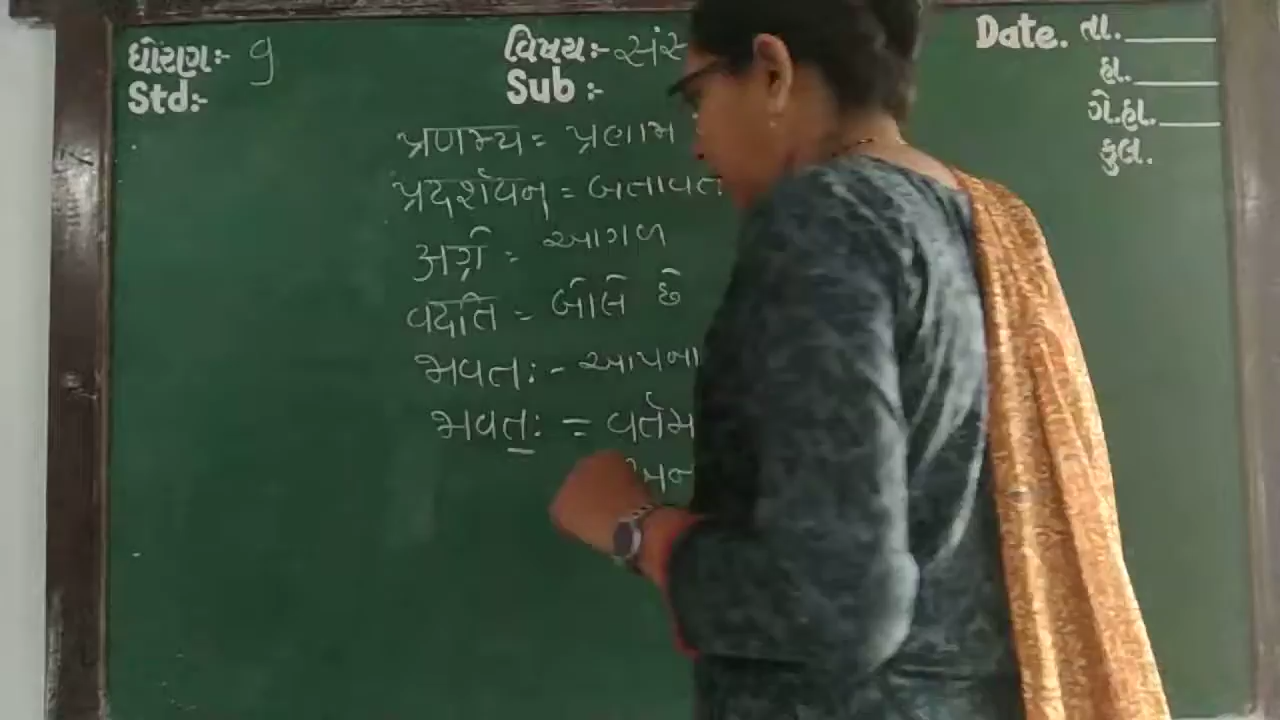 ધોરણ:- 9
Std:-
વિષય:- સંસ
Sub :-
Date. તા.
હા.
ગે.હા.
કુલ.
प्रणम्य = પ્રણામ
प्रदर्शयन् = બતાવત
अग्रे = આગળ
वदति = બોલે છે
भवतः - આપના
भवतः = વર્તમ